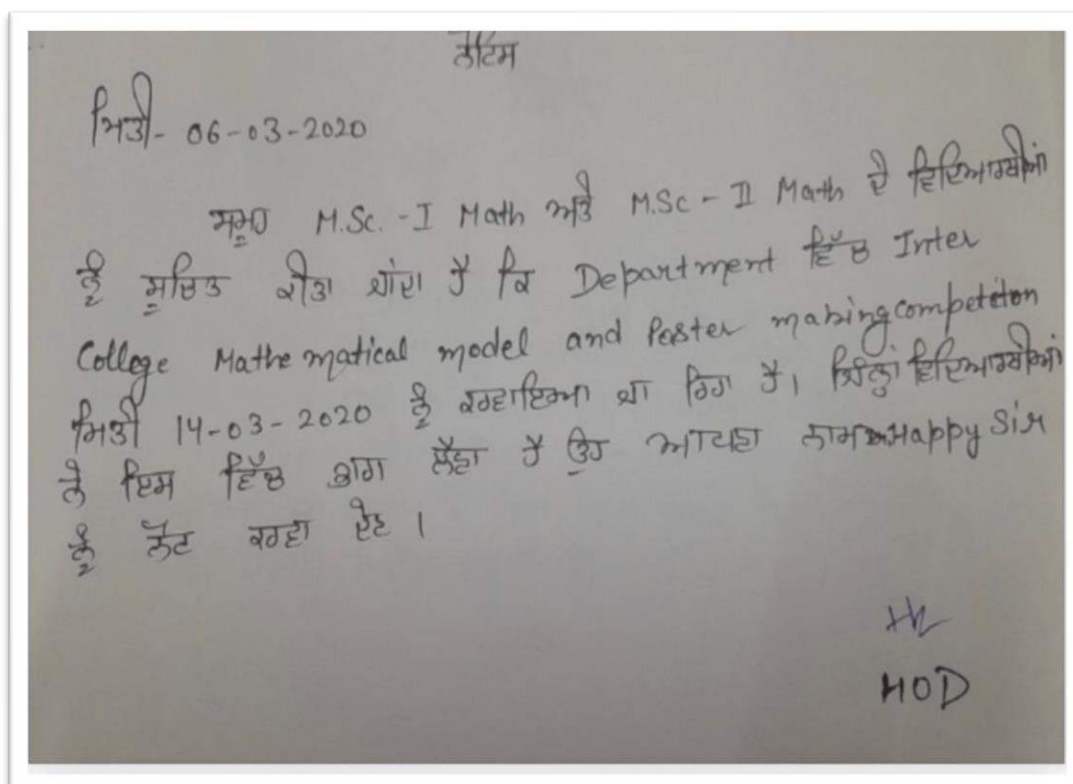 ਨੋਟਿਸ
ਮਿਤੀ- 06-03-2020
ਸਮੂਹ M.Sc. - I Math ਅਤੇ M.Sc - II Math ਦੇ ਵਿਦਿਆਰਥੀਆਂ
ਨੂੰ ਸੂਚਿਤ ਕੀਤਾ ਜਾਂਦਾ ਹੈ ਕਿ Department ਵਿੱਚ Inter
College Mathematical model and Poster making competition
ਮਿਤੀ 14-03-2020 ਨੂੰ ਕਰਵਾਇਆ ਜਾ ਰਿਹਾ ਹੈ। ਜਿਨ੍ਹਾਂ ਵਿਦਿਆਰਥੀਆਂ
ਨੇ ਇਸ ਵਿੱਚ ਭਾਗ ਲੈਣਾ ਹੈ ਉਹ ਆਪਣਾ ਨਾਮ Happy Sir
ਨੂੰ ਨੋਟ ਕਰਵਾ ਦੇਣ ।
HOD